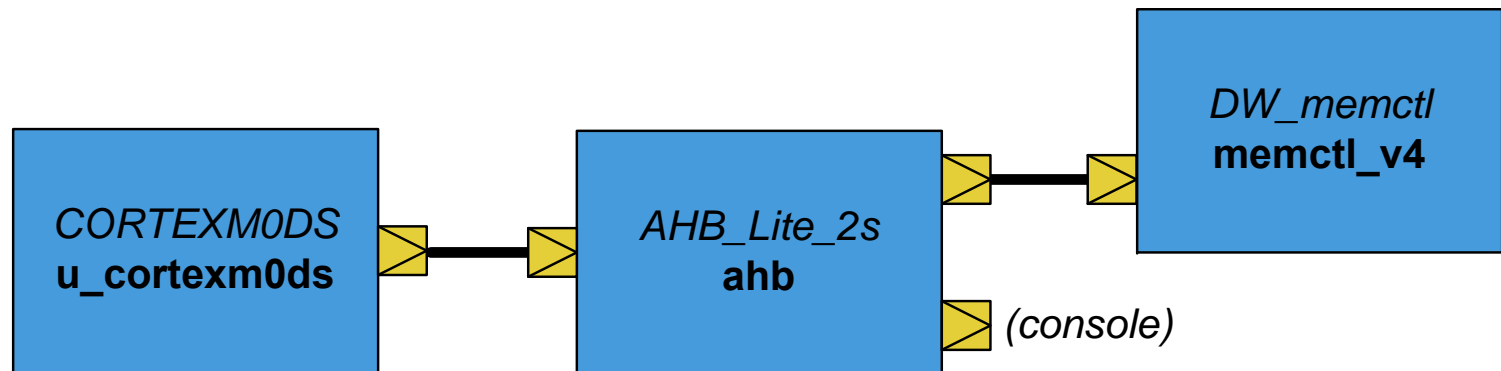 CORTEXM0DS
u_cortexm0ds
AHB_Lite_2s
ahb
DW_memctl
memctl_v4
(console)